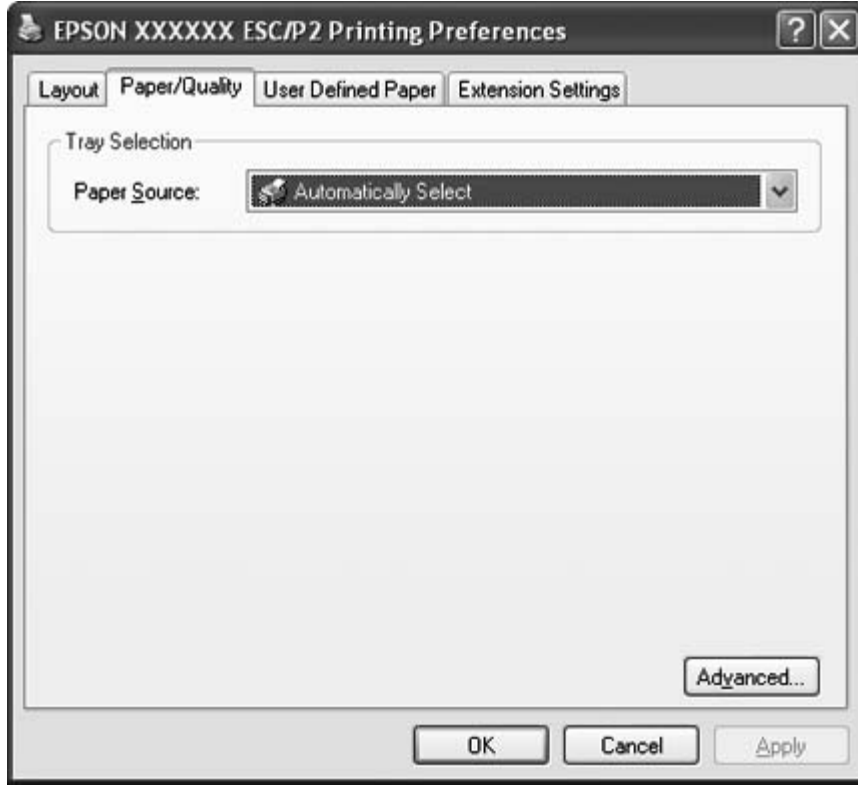 EPSON XXXXXX ESC/P2 Printing Preferences
Layout Paper/Quality User Defined Paper Extension Settings
Tray Selection
Paper Source: Automatically Select
Advanced...
OK Cancel Apply